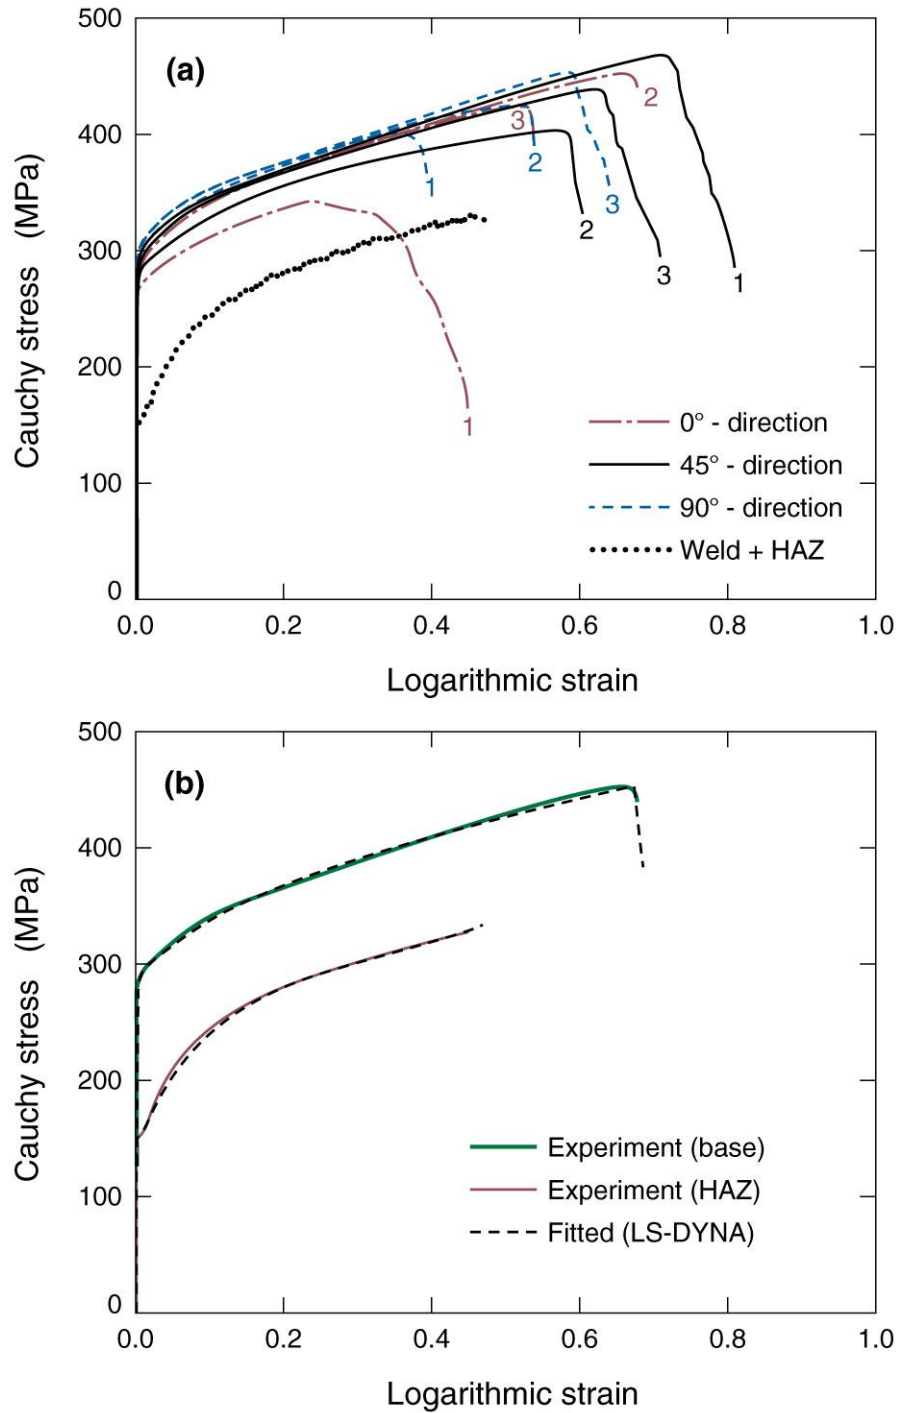 500
(a)
400
300
200
100
0
Cauchy stress (MPa)
2
3
1
2
3
2
3
1
1
0° - direction
45° - direction
90° - direction
Weld + HAZ
0.0 0.2 0.4 0.6 0.8 1.0
Logarithmic strain
500
(b)
400
300
200
100
0
Cauchy stress (MPa)
Experiment (base)
Experiment (HAZ)
Fitted (LS-DYNA)
0.0 0.2 0.4 0.6 0.8 1.0
Logarithmic strain